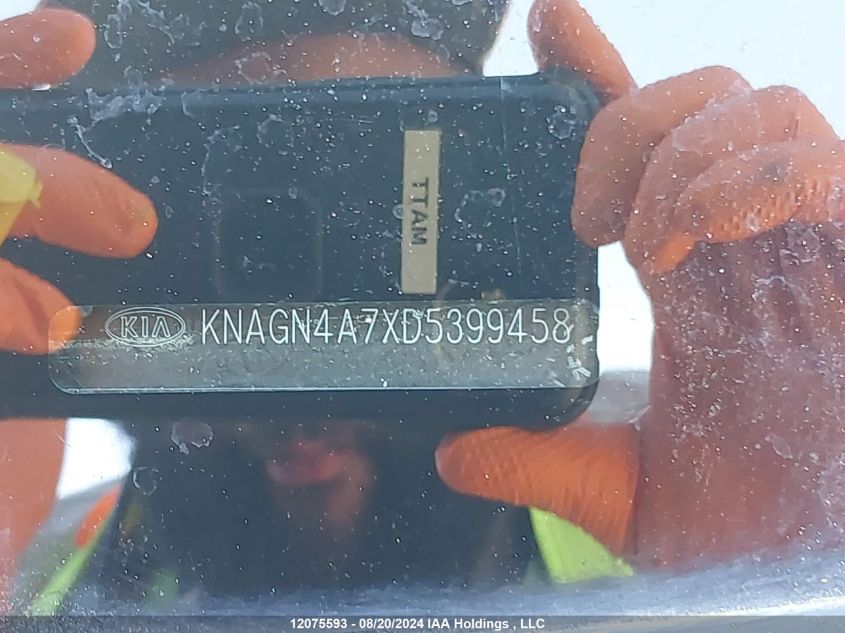 TTAM
KIA KNAGN4A7XD5399458
12075593 - 08/20/2024 IAA Holdings , LLC